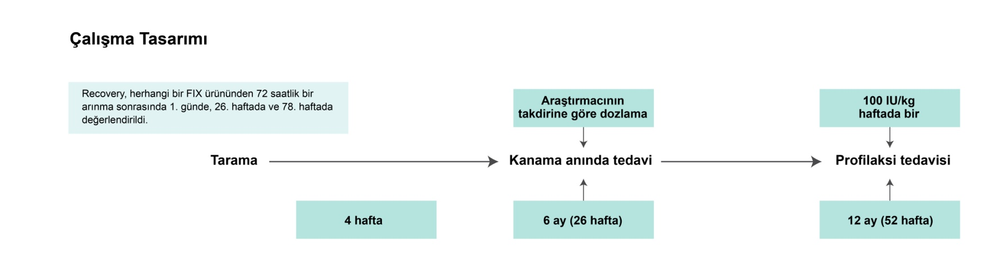 Çalışma Tasarımı
Recovery, herhangi bir FIX ürününden 72 saatlik bir
arınma sonrasında 1. günde, 26. haftada ve 78. haftada
değerlendirildi.
Araştırmacının
takdirine göre dozlama
100 IU/kg
haftada bir
Tarama
Kanama anında tedavi
Profilaksi tedavisi
4 hafta
6 ay (26 hafta)
12 ay (52 hafta)